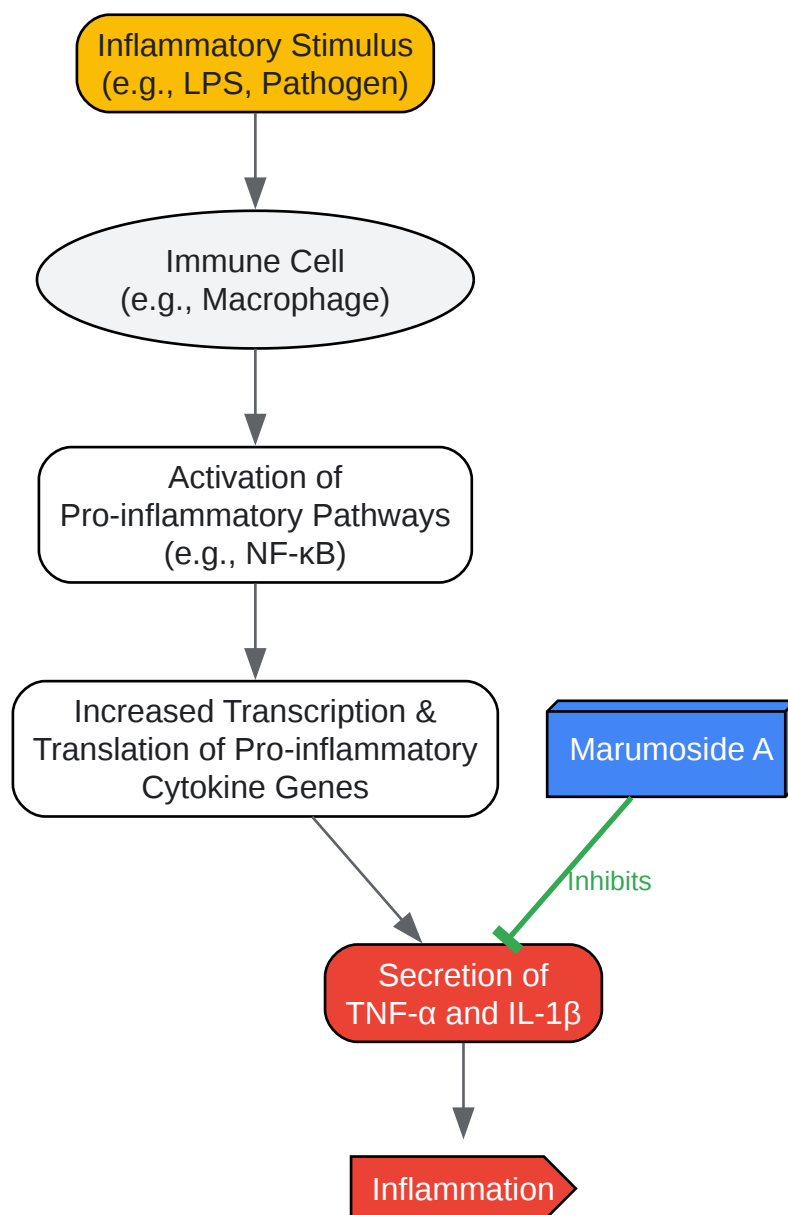 Inflammatory Stimulus
(e.g., LPS, Pathogen)
Immune Cell
(e.g., Macrophage)
Activation of
Pro-inflammatory Pathways
(e.g., NF-κB)
Increased Transcription &
Translation of Pro-inflammatory
Cytokine Genes
Marumoside A
Inhibits
Secretion of
TNF-α and IL-1β
Inflammation